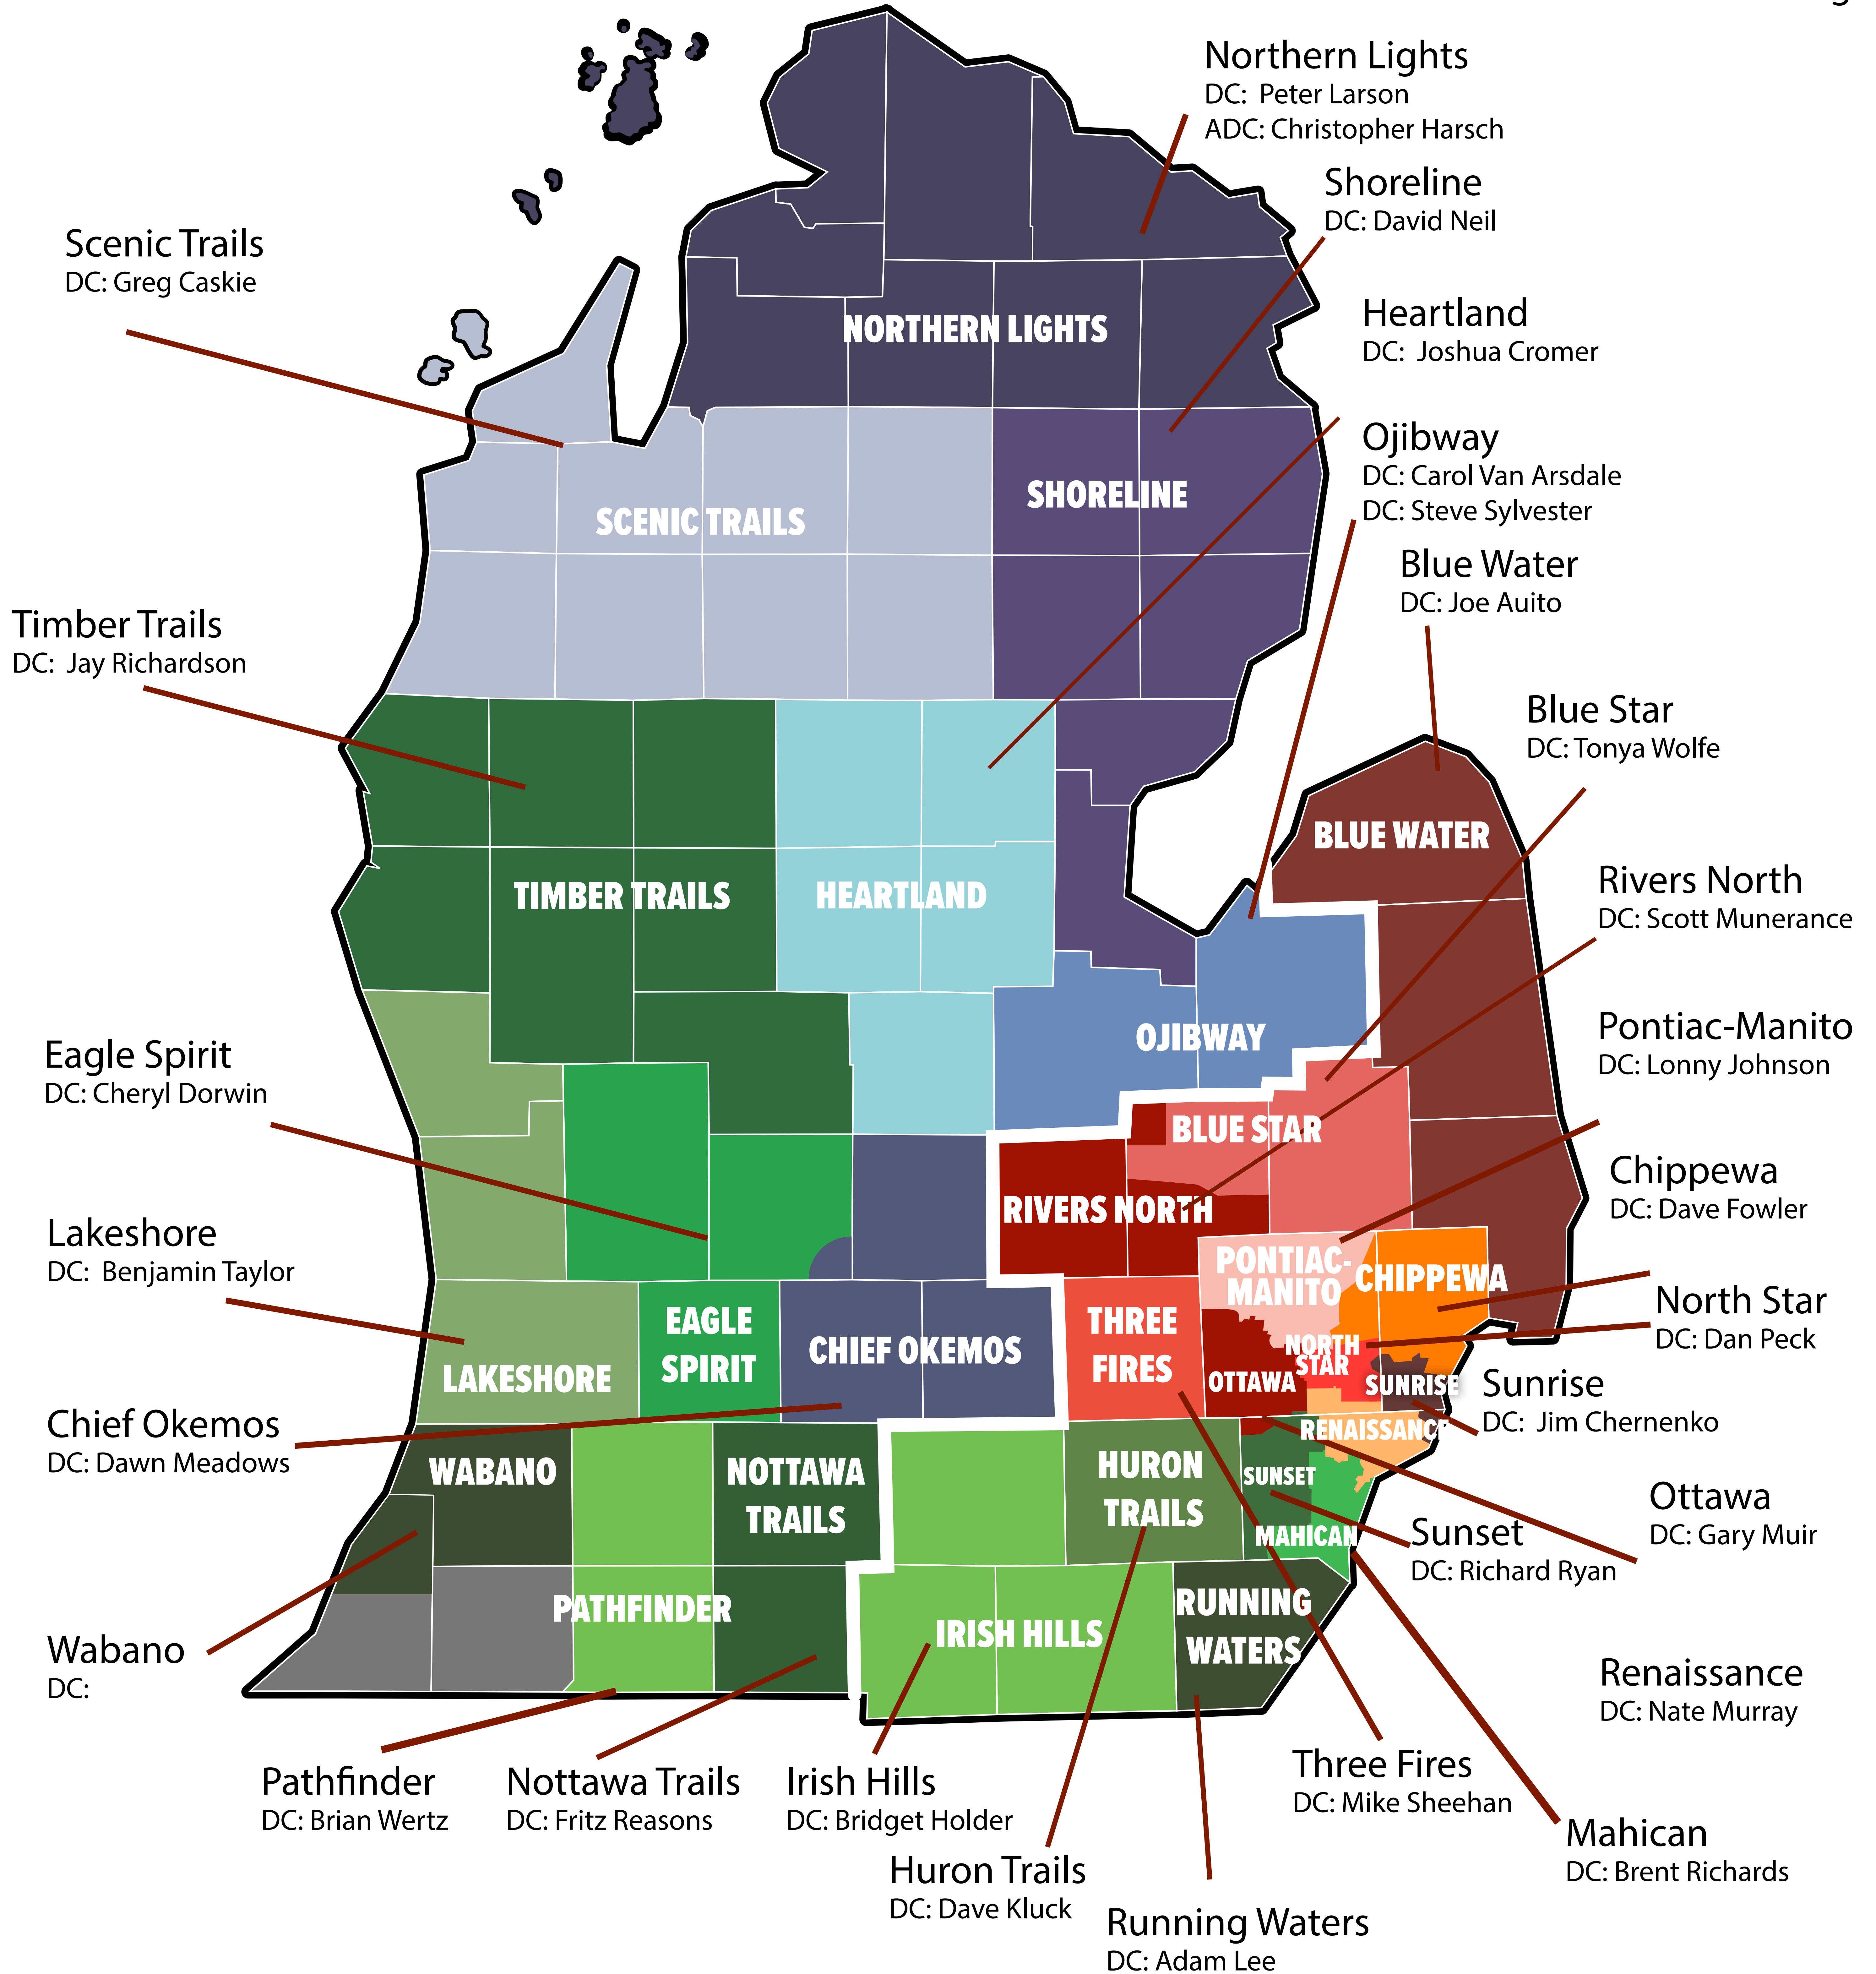 Northern Lights
DC: Peter Larson
ADC: Christopher Harsch
Shoreline
DC: David Neil
Scenic Trails
DC: Greg Caskie
Heartland
DC: Joshua Cromer
NORTHERN LIGHTS
Ojibway
DC: Carol Van Arsdale
DC: Steve Sylvester
SHORELINE
SCENIC TRAILS
Blue Water
DC: Joe Auito
Timber Trails
DC: Jay Richardson
Blue Star
DC: Tonya Wolfe
BLUE WATER
TIMBER TRAILS
HEARTLAND
Rivers North
DC: Scott Munerance
OJIBWAY
Pontiac-Manito
DC: Lonny Johnson
Eagle Spirit
DC: Cheryl Dorwin
BLUE STAR
Chippewa
DC: Dave Fowler
RIVERS NORTH
Lakeshore
DC: Benjamin Taylor
PONTIAC-
MANITO
CHIPPEWA
North Star
DC: Dan Peck
EAGLE
SPIRIT
CHIEF OKEMOS
THREE
FIRES
NORTH
STAR
LAKESHORE
OTTAWA
SUNRISE
Sunrise
DC: Jim Chernenko
Chief Okemos
DC: Dawn Meadows
RENAISSANCE
WABANO
NOTTAWA
TRAILS
HURON
TRAILS
SUNSET
Ottawa
DC: Gary Muir
MAHICAN
Sunset
DC: Richard Ryan
PATHFINDER
IRISH HILLS
RUNNING
WATERS
Wabano
DC:
Renaissance
DC: Nate Murray
Pathfinder
DC: Brian Wertz
Nottawa Trails
DC: Fritz Reasons
Irish Hills
DC: Bridget Holder
Three Fires
DC: Mike Sheehan
Mahican
DC: Brent Richards
Huron Trails
DC: Dave Kluck
Running Waters
DC: Adam Lee